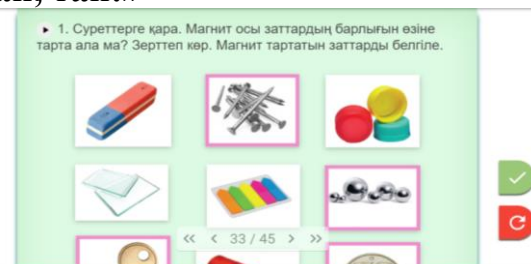 1. Суреттерге қара. Магнит осы заттардың барлығын өзіне
тарта ала ма? Зерттеп көр. Магнит тартатын заттарды белгіле.
33 / 45